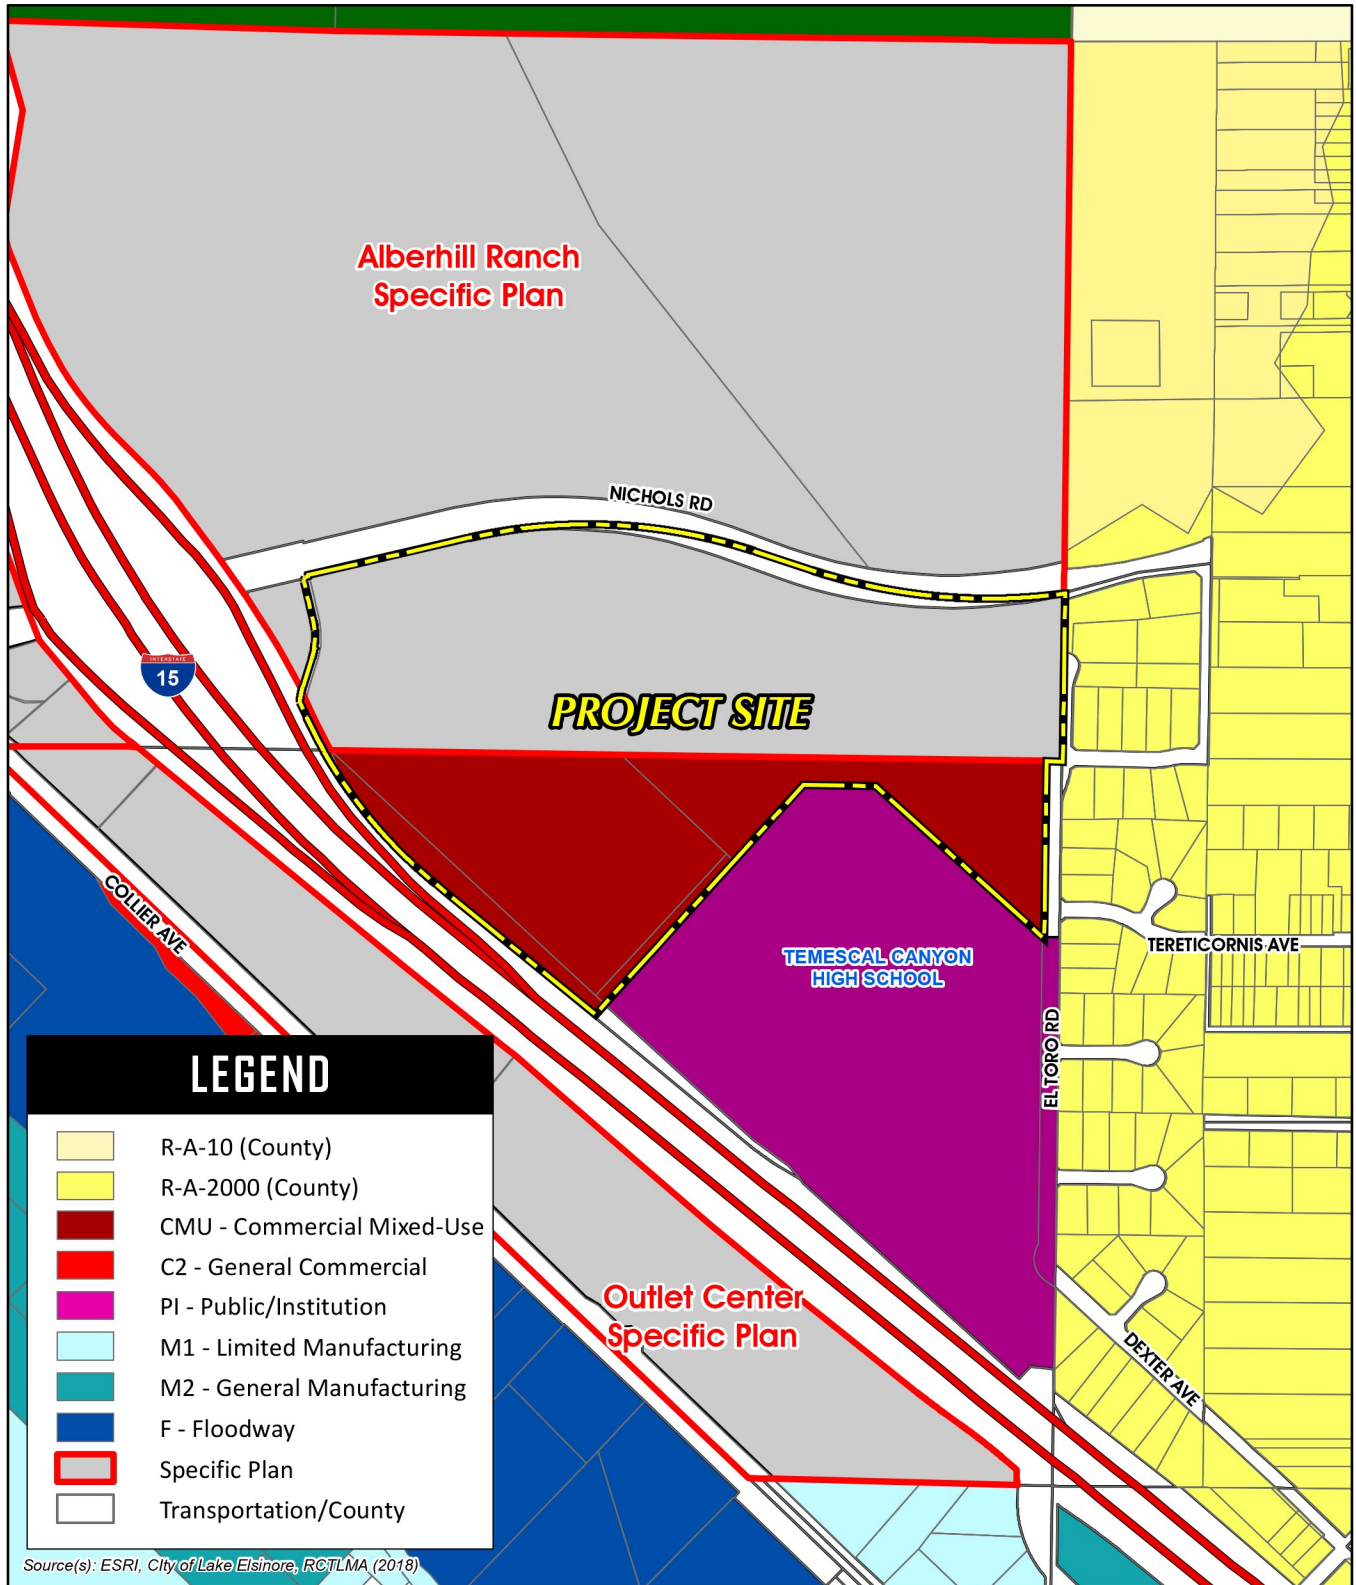 Alberhill Ranch
Specific Plan
NICHOLS RD
INTERSTATE
15
PROJECT SITE
COLLIER AVE
TEMESCAL CANYON
HIGH SCHOOL
TERETICORNIS AVE
EL TORO RD
Outlet Center
Specific Plan
DEXTER AVE
LEGEND
R-A-10 (County)
R-A-2000 (County)
CMU - Commercial Mixed-Use
C2 - General Commercial
PI - Public/Institution
M1 - Limited Manufacturing
M2 - General Manufacturing
F - Floodway
Specific Plan
Transportation/County
Source(s): ESRI, CIty of Lake Elsinore, RCTLMA (2018)